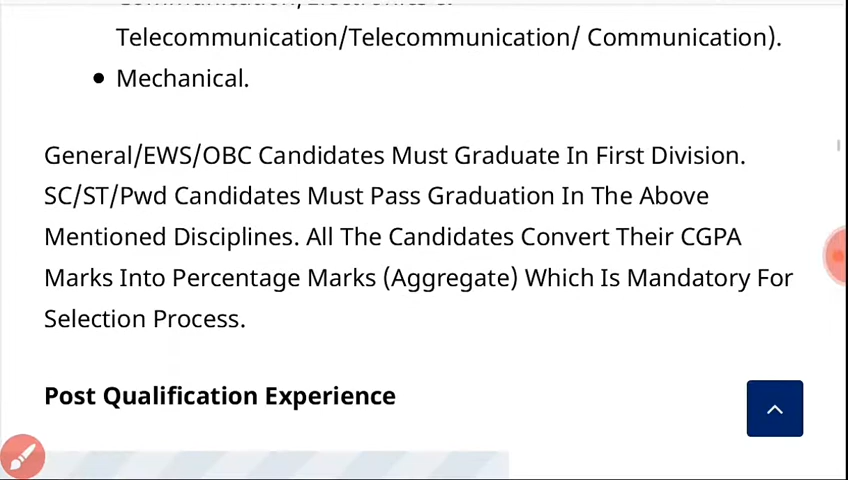 Telecommunication/Telecommunication/ Communication).
Mechanical.
General/EWS/OBC Candidates Must Graduate In First Division.
SC/ST/Pwd Candidates Must Pass Graduation In The Above
Mentioned Disciplines. All The Candidates Convert Their CGPA
Marks Into Percentage Marks (Aggregate) Which Is Mandatory For
Selection Process.
Post Qualification Experience